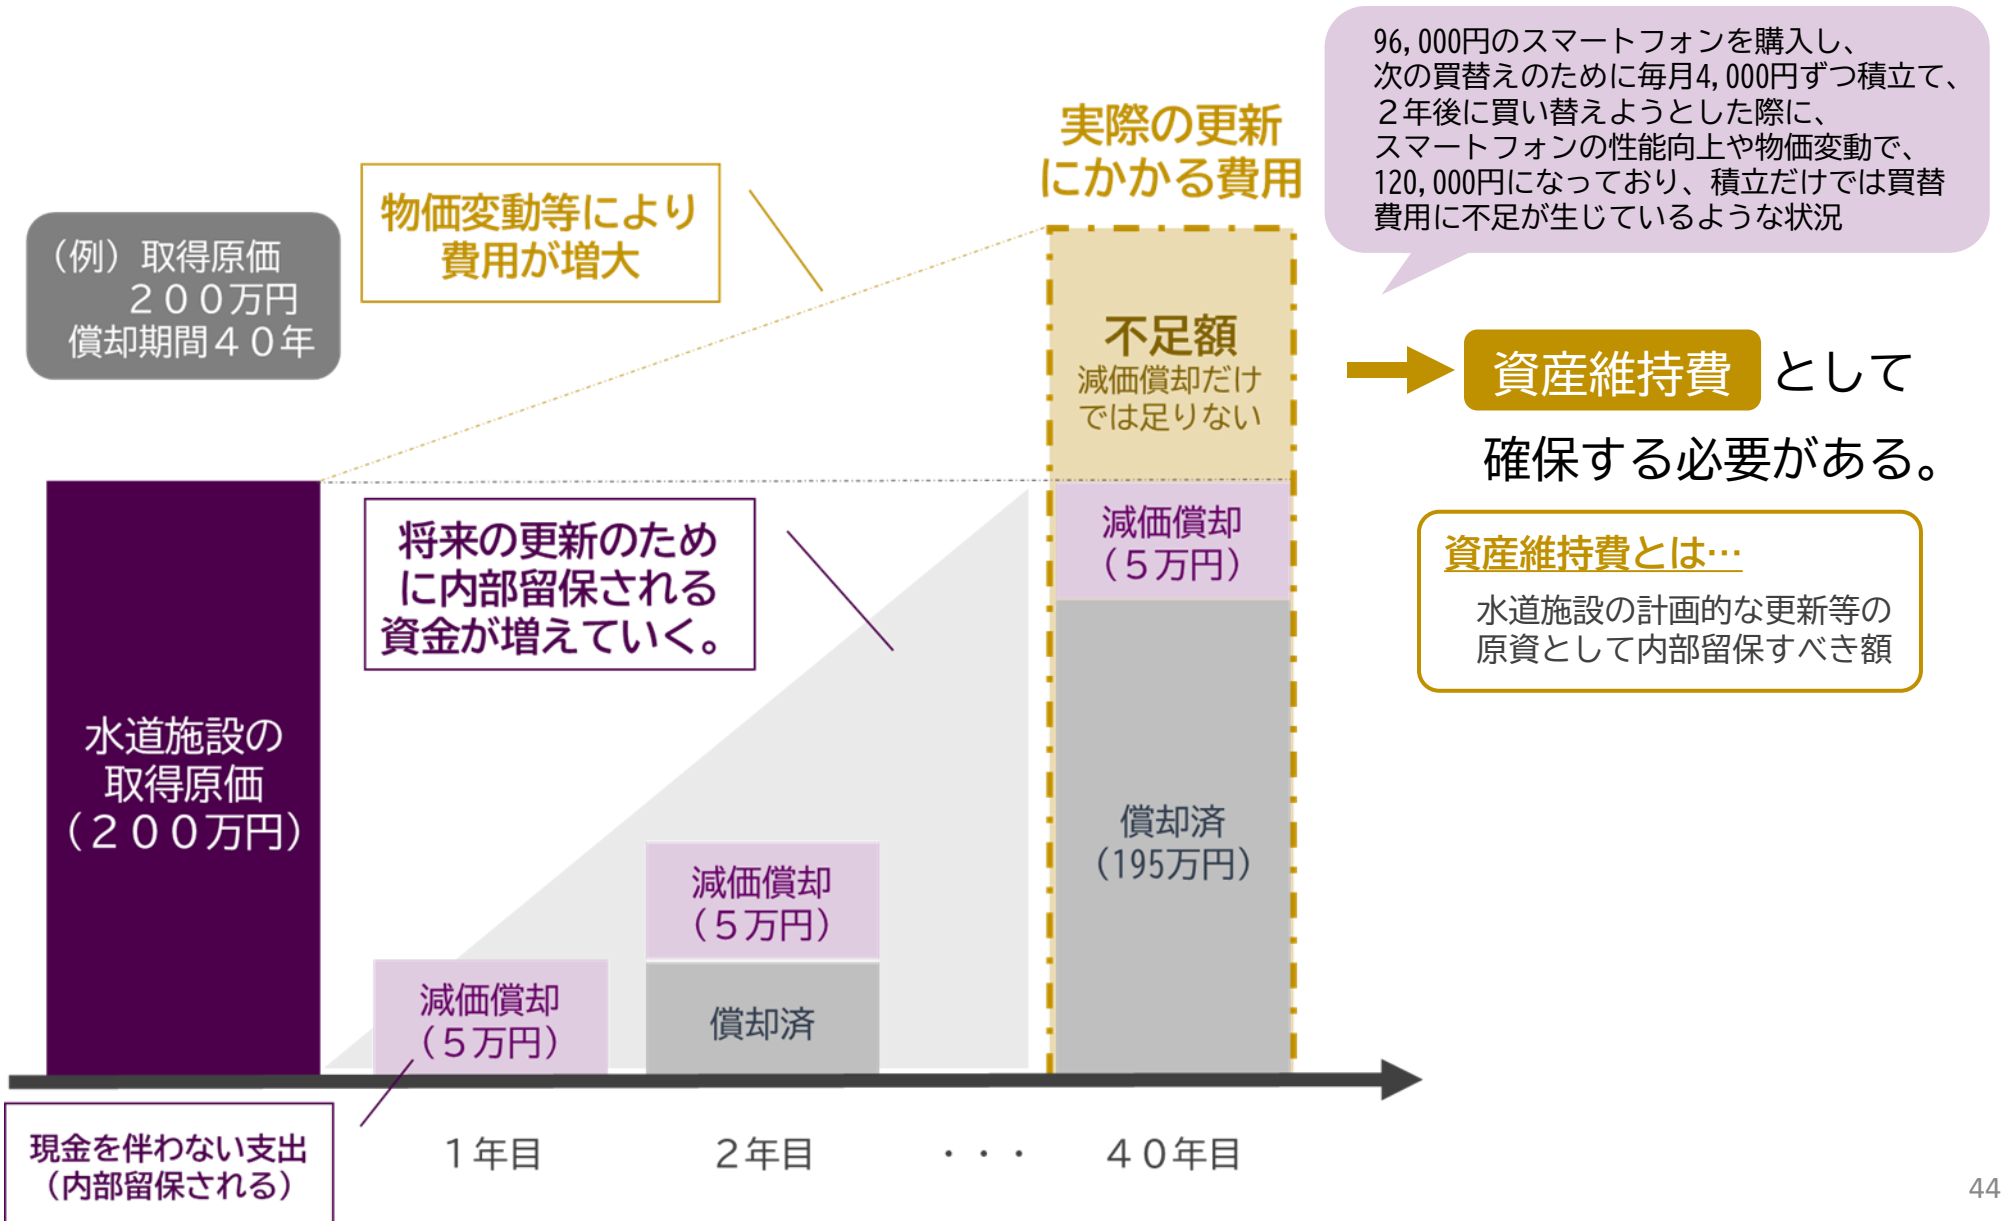 96,000円のスマートフォンを購入し、
次の買替えのために毎月4,000円ずつ積立て、
２年後に買い替えようとした際に、
スマートフォンの性能向上や物価変動で、
120,000円になっており、積立だけでは買替
費用に不足が生じているような状況
実際の更新
にかかる費用
物価変動等により
費用が増大
（例）取得原価
２００万円
償却期間４０年
不足額
減価償却だけ
では足りない
資産維持費 として
確保する必要がある。
将来の更新のため
に内部留保される
資金が増えていく。
減価償却
（５万円）
資産維持費とは…
水道施設の計画的な更新等の
原資として内部留保すべき額
水道施設の
取得原価
（２００万円）
償却済
（195万円）
減価償却
（５万円）
償却済
減価償却
（５万円）
現金を伴わない支出
（内部留保される）
１年目
２年目
・・・
４０年目
44